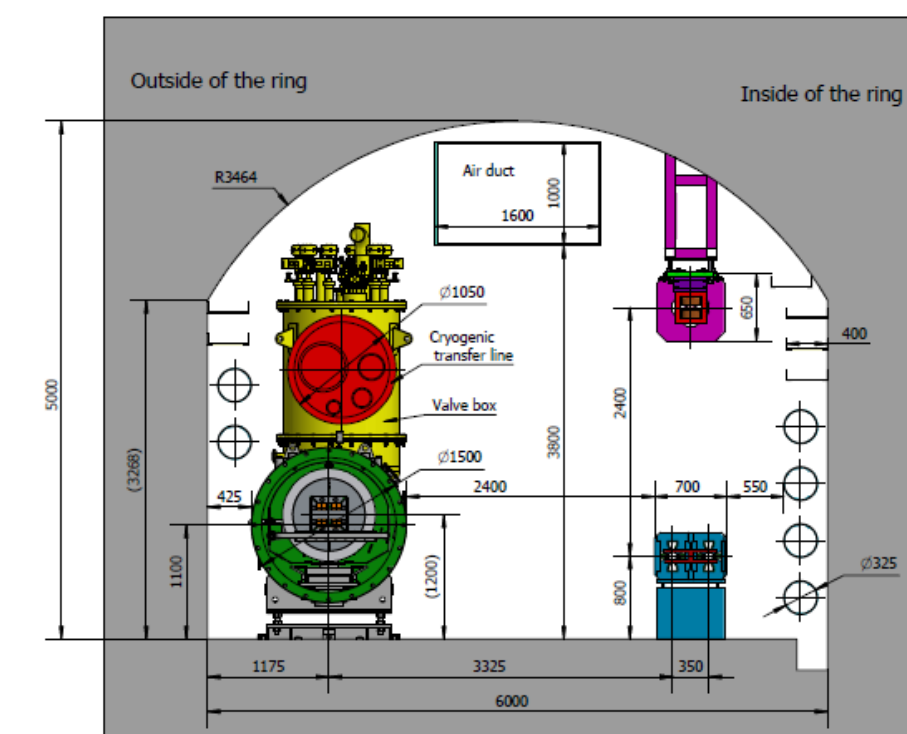 Outside of the ring
Inside of the ring
R3464
Air duct
1000
1600
Ø1050
Cryogenic
transfer line
650
400
5000
Valve box
2400
(3268)
3800
Ø1500
425
2400
700
550
1100
(1200)
800
Ø325
1175
3325
350
6000